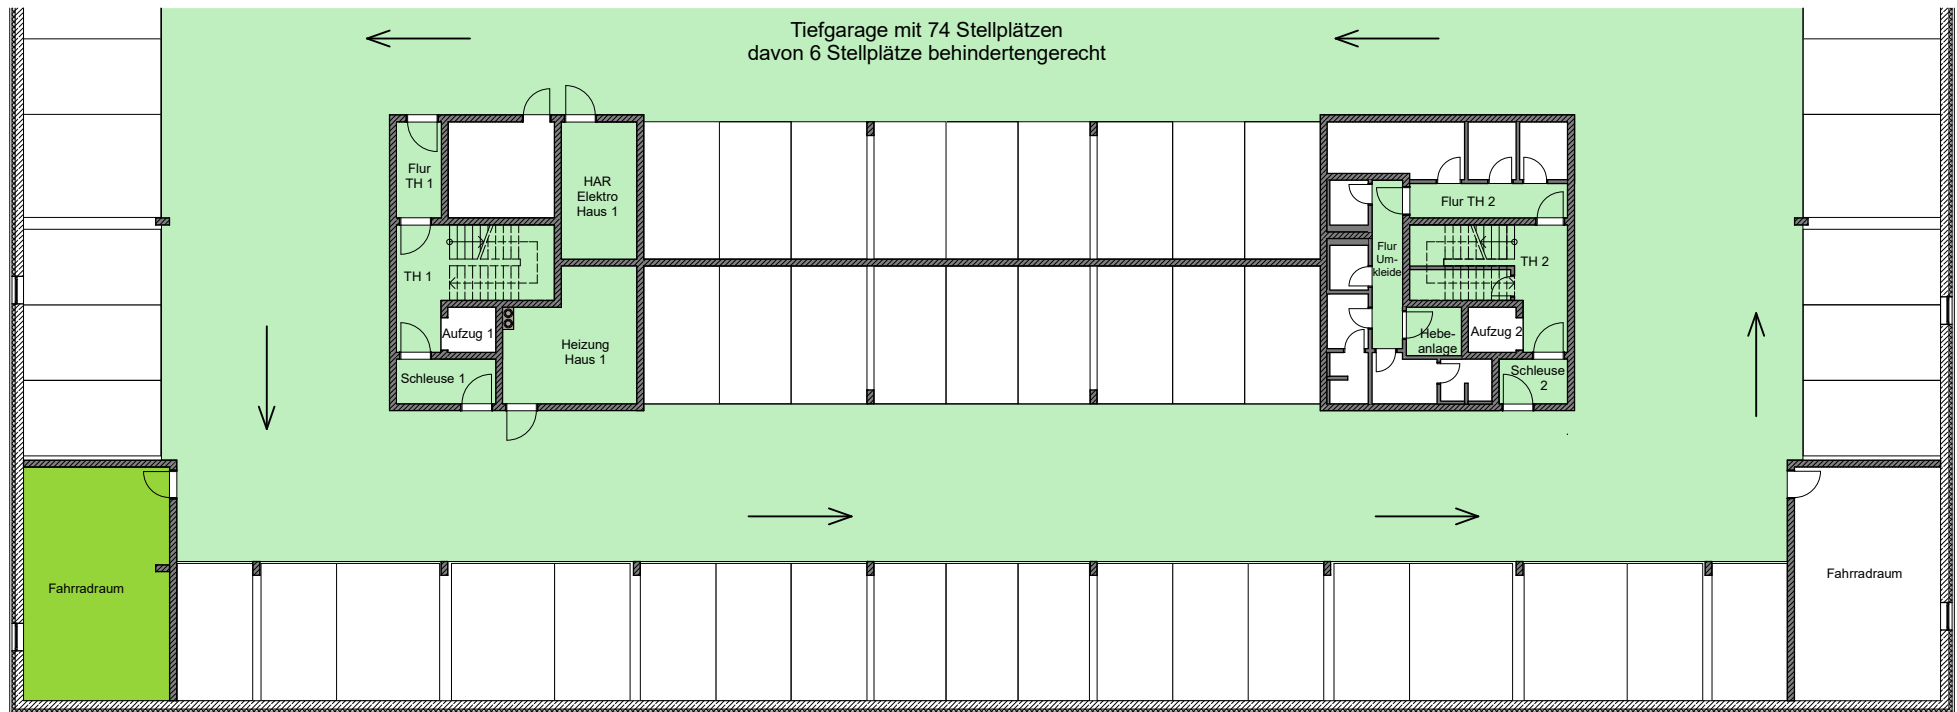 Tiefgarage mit 74 Stellplätzen
davon 6 Stellplätze behindertengerecht
Flur
TH 1
HAR
Elektro
Haus 1
TH 1
Aufzug 1
Heizung
Haus 1
Schleuse 1
Flur TH 2
Flur
Um-
kleide
TH 2
Hebe-
anlage
Aufzug 2
Schleuse
2
Fahrradraum
Fahrradraum